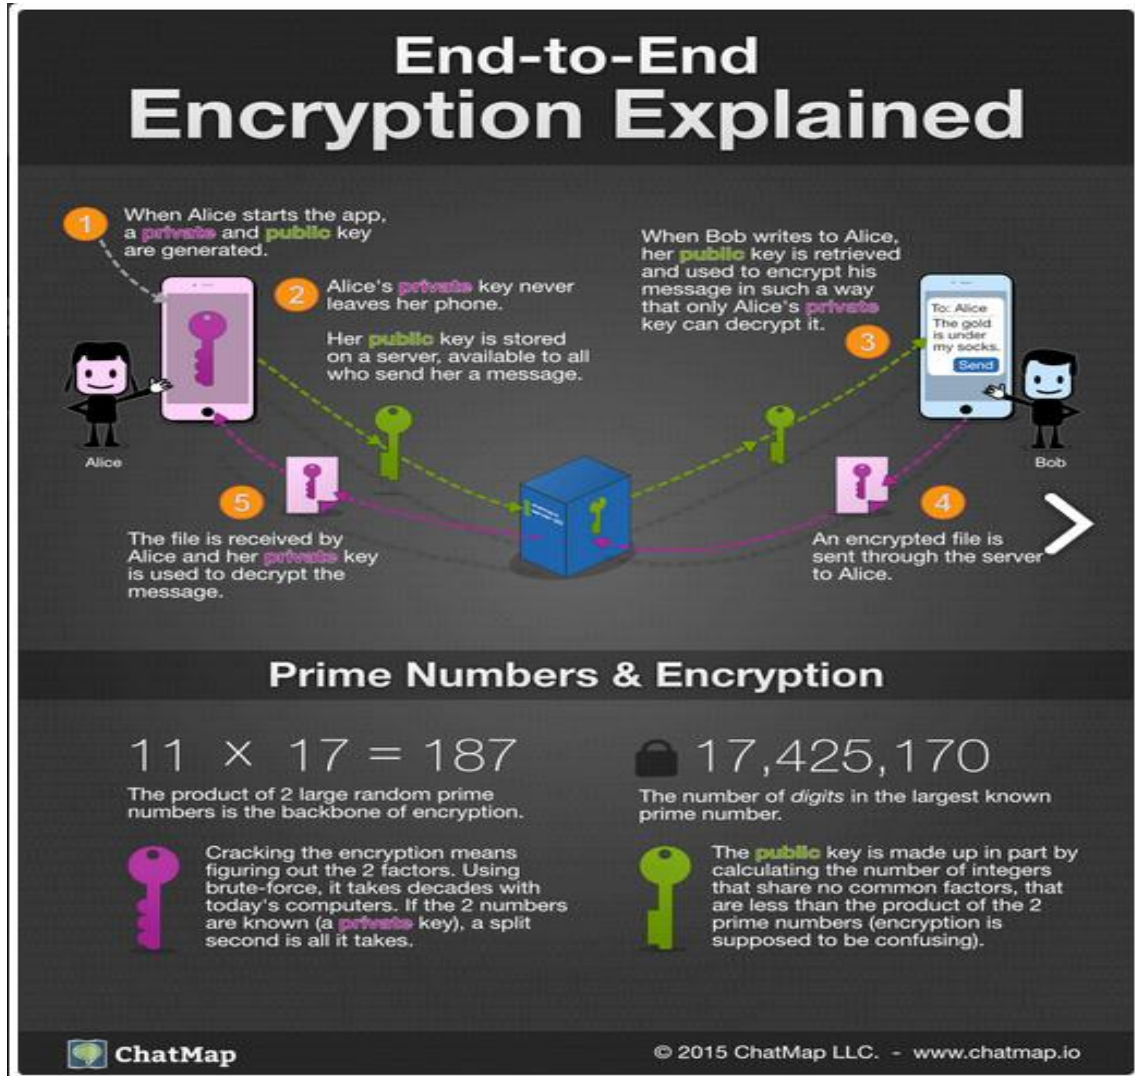 End-to-End
Encryption Explained
1
When Alice starts the app,
a private and public key
are generated.
2
Alice's private key never
leaves her phone.
Her public key is stored
on a server, available to all
who send her a message.
When Bob writes to Alice,
her public key is retrieved
and used to encrypt his
message in such a way
that only Alice's private
key can decrypt it.
3
To: Alice
The gold
is under
my socks.
Send
Alice
Bob
5
The file is received by
Alice and her private key
is used to decrypt the
message.
4
An encrypted file is
sent through the server
to Alice.
Prime Numbers & Encryption
11 × 17 = 187
The product of 2 large random prime
numbers is the backbone of encryption.
Cracking the encryption means
figuring out the 2 factors. Using
brute-force, it takes decades with
today's computers. If the 2 numbers
are known (a private key), a split
second is all it takes.
17,425,170
The number of digits in the largest known
prime number.
The public key is made up in part by
calculating the number of integers
that share no common factors, that
are less than the product of the 2
prime numbers (encryption is
supposed to be confusing).
ChatMap
© 2015 ChatMap LLC. - www.chatmap.io